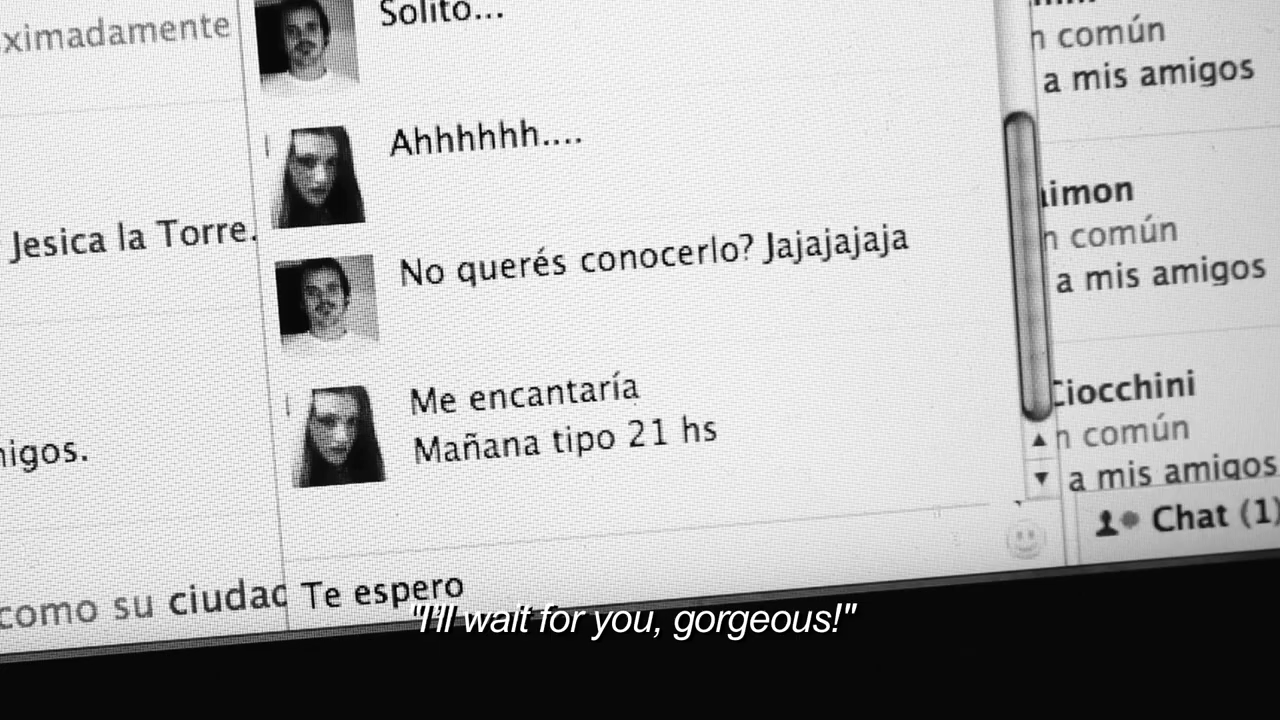 ximadamente
Jesica la Torre.
como su ciudad
Solito...
Ahhhhhh....
No querés conocerlo? Jajajajaja
Me encantaría
Mañana tipo 21 hs
Te espero
común
a mis amigos
común
a mis amigos
Ciocchini
común
a mis amigos
Chat (1)
"I'll wait for you, gorgeous!"